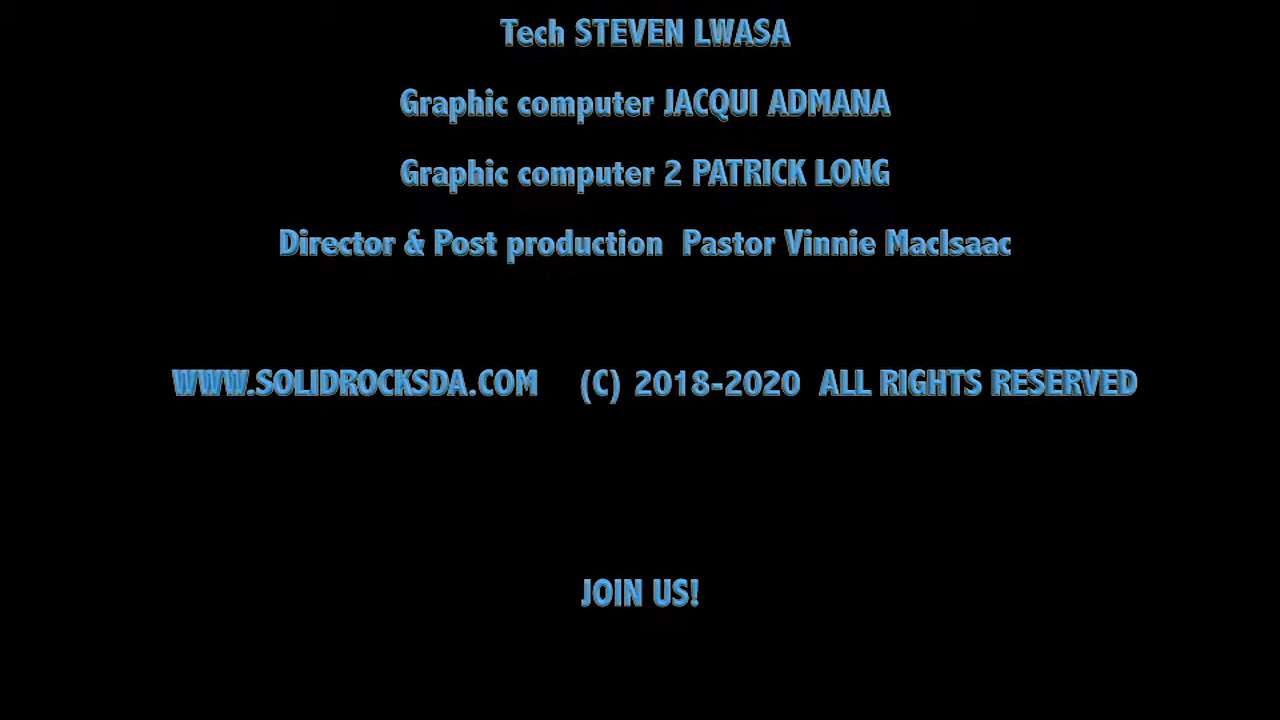 Tech STEVEN LWASA
Graphic computer JACQUI ADMANA
Graphic computer 2 PATRICK LONG
Director & Post production Pastor Vinnie MacIsaac
WWW.SOLIDROCKSDA.COM (C) 2018-2020 ALL RIGHTS RESERVED
JOIN US!